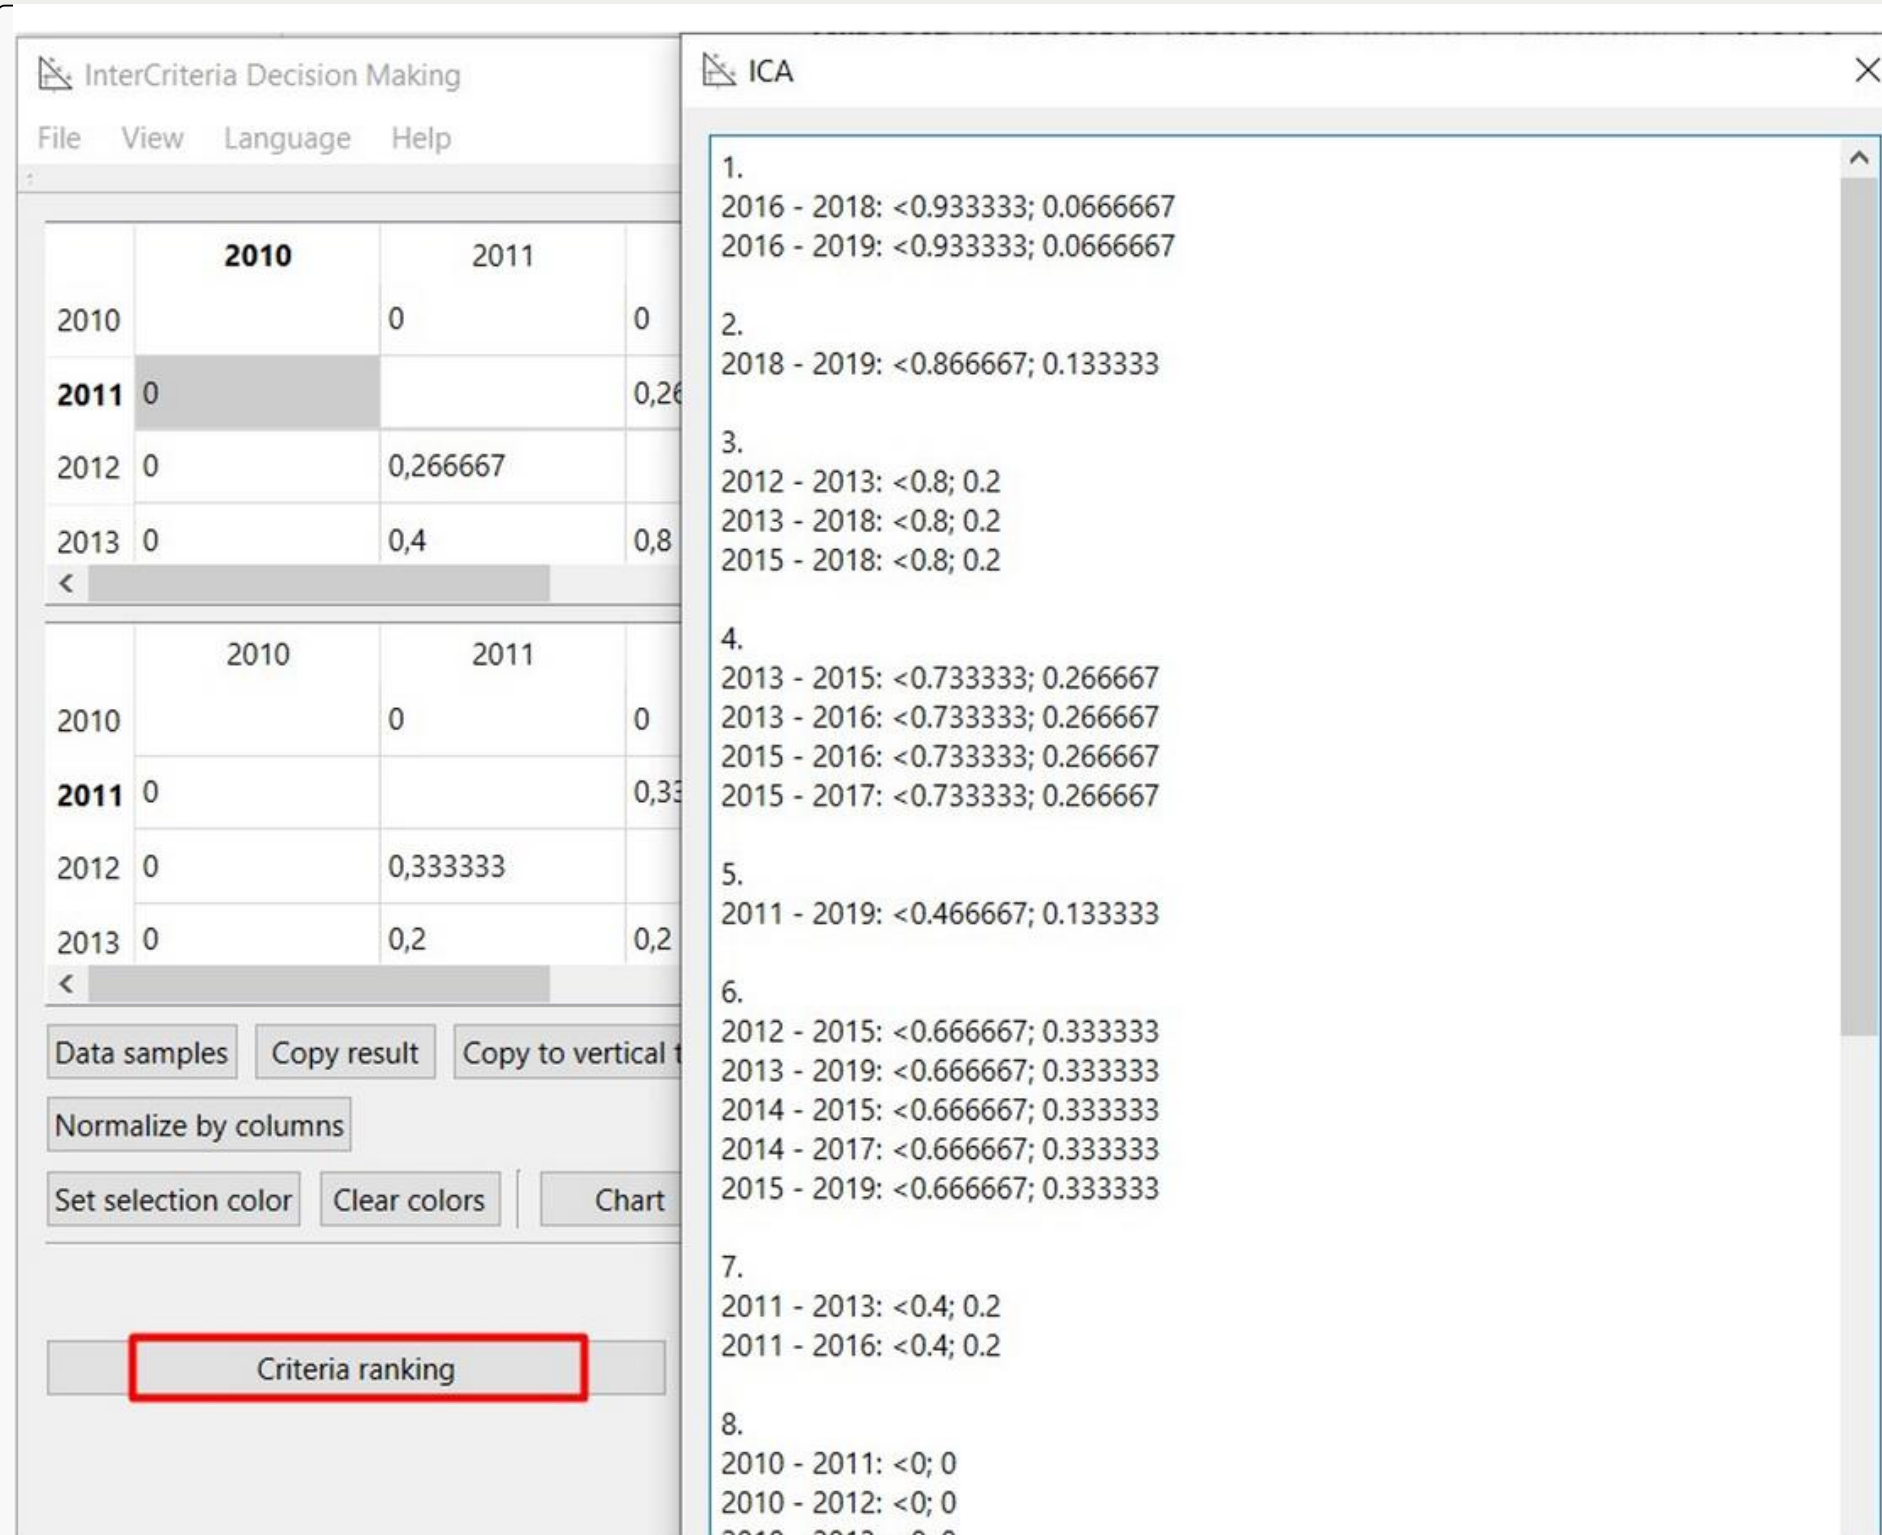 InterCriteria Decision Making
File View Language Help
2010 2011
2010 0 0
2011 0 0,26
2012 0 0,266667
2013 0 0,4 0,8
2010 2011
2010 0 0
2011 0 0,33
2012 0 0,333333
2013 0 0,2 0,2
Data samples Copy result Copy to vertical t
Normalize by columns
Set selection color Clear colors Chart
Criteria ranking
ICA
1.
2016 - 2018: <0.933333; 0.0666667
2016 - 2019: <0.933333; 0.0666667
2.
2018 - 2019: <0.866667; 0.133333
3.
2012 - 2013: <0.8; 0.2
2013 - 2018: <0.8; 0.2
2015 - 2018: <0.8; 0.2
4.
2013 - 2015: <0.733333; 0.266667
2013 - 2016: <0.733333; 0.266667
2015 - 2016: <0.733333; 0.266667
2015 - 2017: <0.733333; 0.266667
5.
2011 - 2019: <0.466667; 0.133333
6.
2012 - 2015: <0.666667; 0.333333
2013 - 2019: <0.666667; 0.333333
2014 - 2015: <0.666667; 0.333333
2014 - 2017: <0.666667; 0.333333
2015 - 2019: <0.666667; 0.333333
7.
2011 - 2013: <0.4; 0.2
2011 - 2016: <0.4; 0.2
8.
2010 - 2011: <0; 0
2010 - 2012: <0; 0